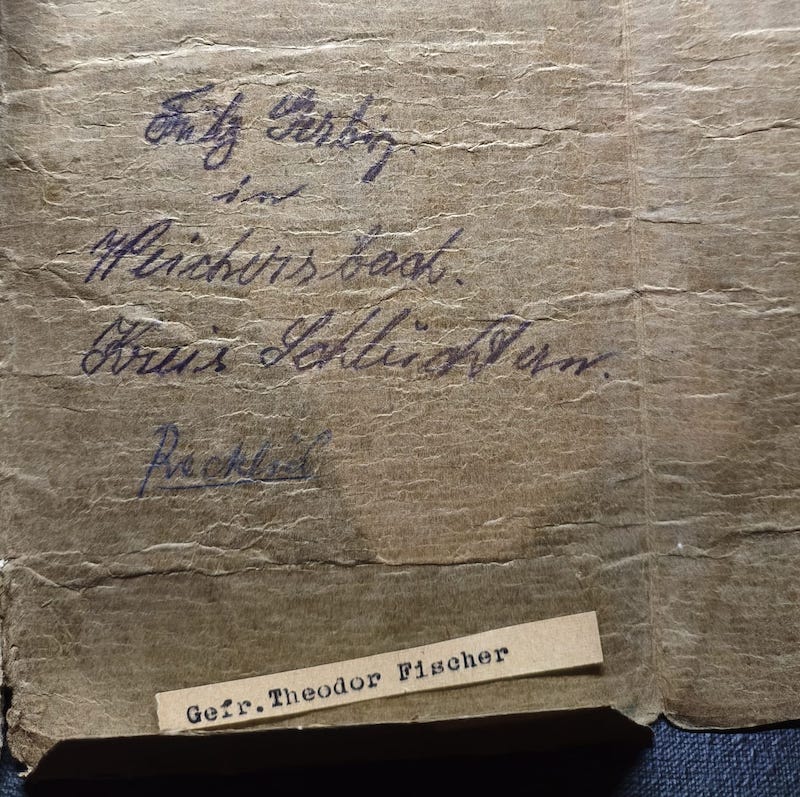 Fritz
in
Weichersbach.
Kreis Schlüchtern.
Gefr.Theodor Fischer